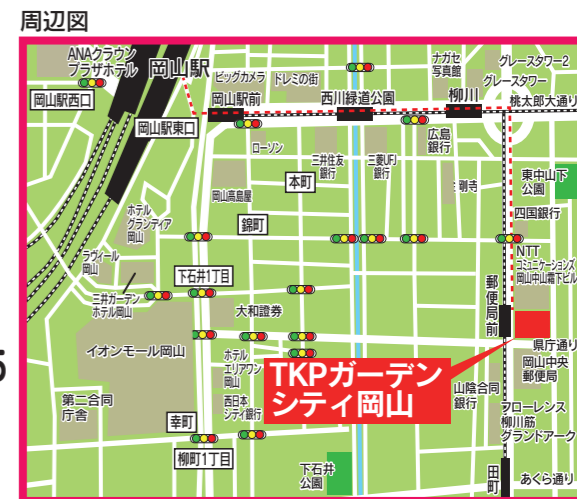 周辺図
ANAクラウン
プラザホテル
岡山駅
ビッグカメラ
ドレミの街
ナガセ
写真館
グレースタワー2
グレースタワー
岡山駅西口
岡山駅前
西川緑道公園
柳川
桃太郎大通り
岡山駅東口
ローソン
広島
銀行
三井住友
銀行
三菱UFJ
銀行
本町
岡山高島屋
剛寺
東中山下
公園
ホテル
グランヴィア
岡山
錦町
四国銀行
ラヴィール
岡山
下石井1丁目
NTT
コミュニケーションズ
岡山中山霜下ビル
三井ガーデン
ホテル岡山
大和證券
郵便局前
イオンモール岡山
ホテル
エリアワン
岡山
県庁通り
岡山中央
郵便局
TKPガーデン
シティ岡山
第二合同
庁舎
西日本
シティ銀行
山陰合同
銀行
フローレンス
柳川筋
グランドアーク
幸町
柳町1丁目
下石井
公園
田町
あくら通り
5